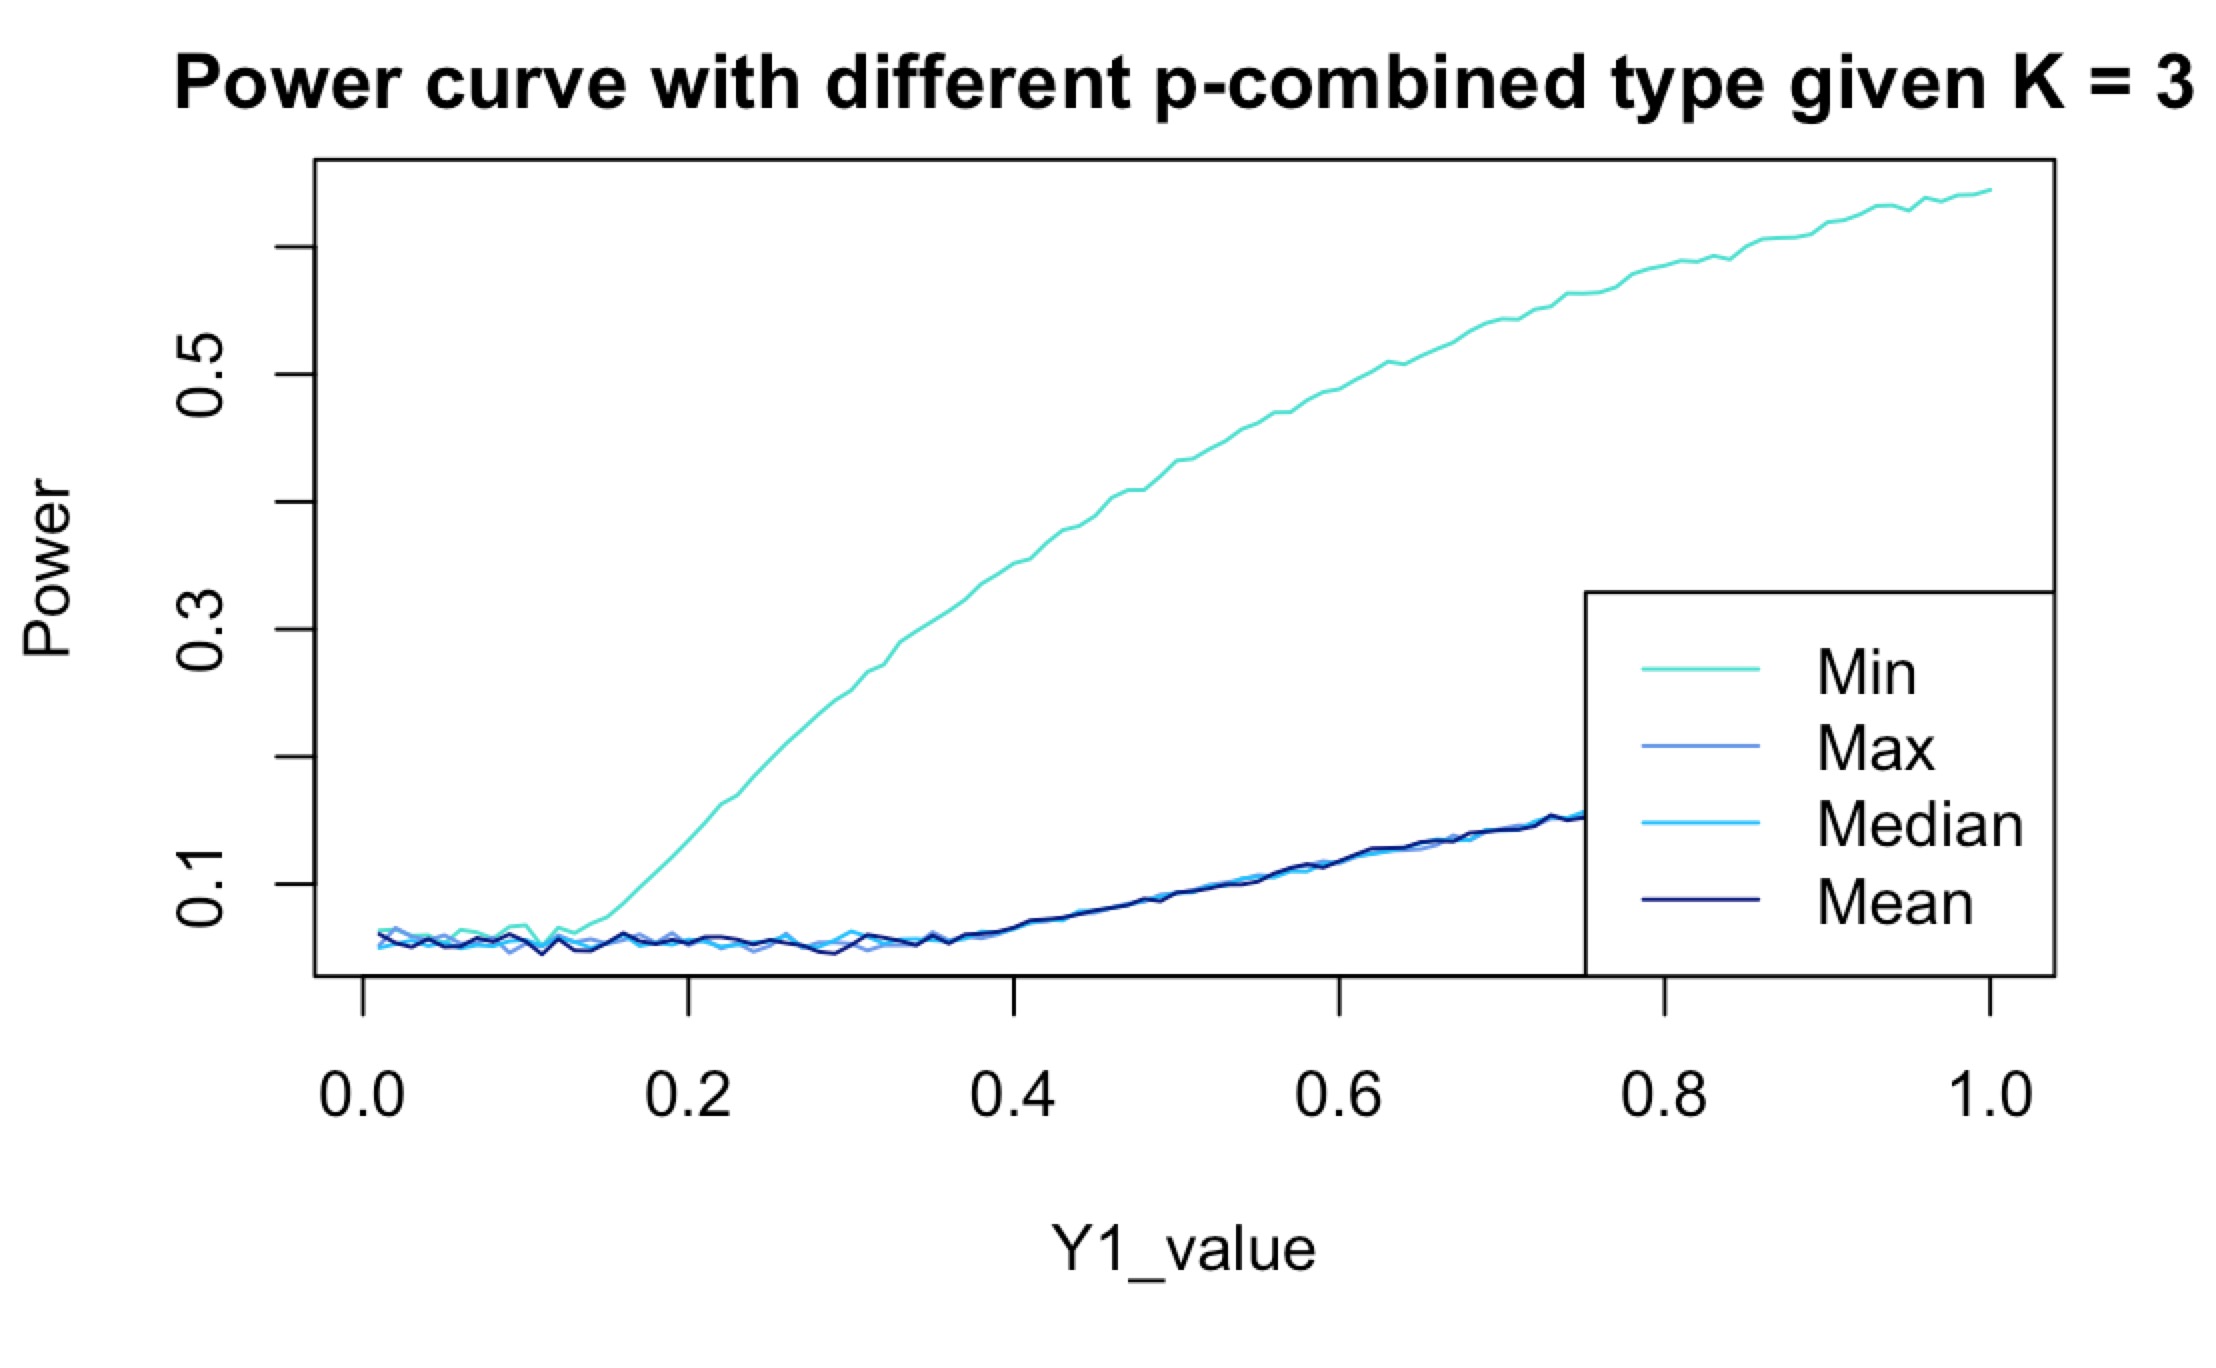 Power curve with different p-combined type given K = 3
Power
0.5
0.3
0.1
Min
Max
Median
Mean
0.0 0.2 0.4 0.6 0.8 1.0
Y1_value